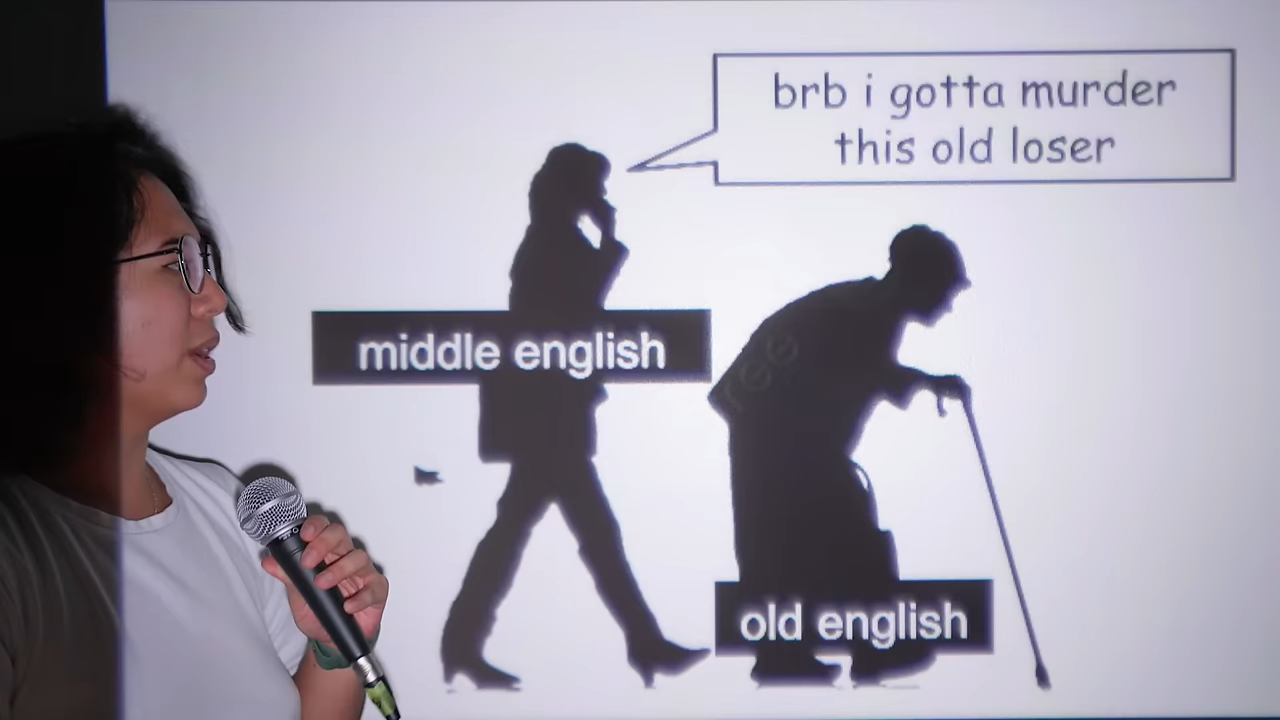 brb i gotta murder
this old loser
middle english
old english